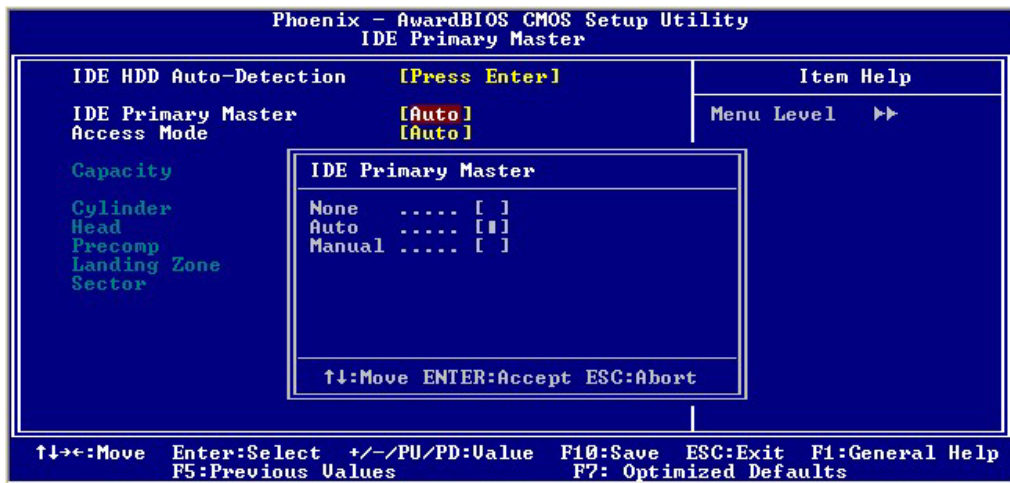 Phoenix - AwardBIOS CMOS Setup Utility
IDE Primary Master
IDE HDD Auto-Detection [Press Enter]
Item Help
IDE Primary Master [Auto]
Menu Level ►►
Access Mode [Auto]
Capacity
Cylinder
Head
Precomp
Landing Zone
Sector
IDE Primary Master
None ..... [ ]
Auto ..... [■]
Manual ..... [ ]
↑↓:Move ENTER:Accept ESC:Abort
↑↓→←:Move Enter:Select +/-/PU/PD:Value F10:Save ESC:Exit F1:General Help
F5:Previous Values F7: Optimized Defaults